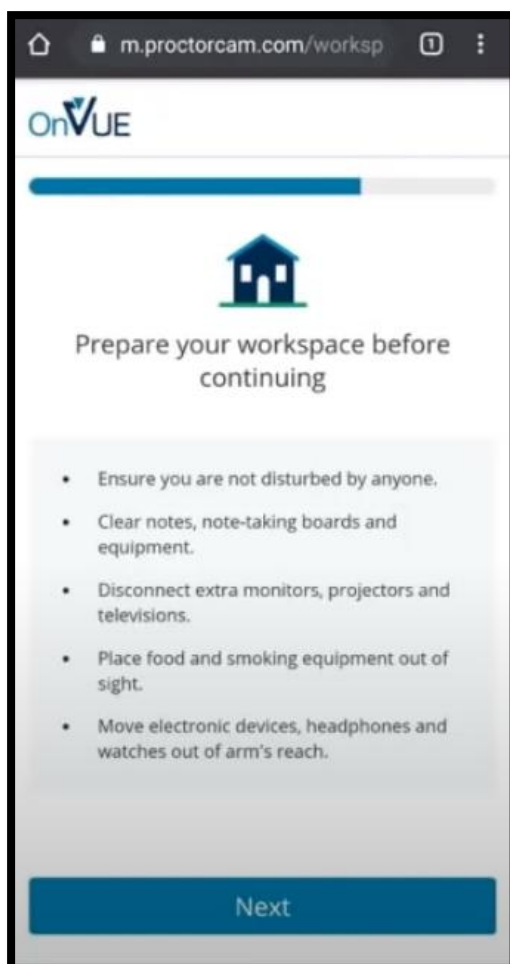 m.proctorcam.com/worksp
1
OnVUE
Prepare your workspace before
continuing
• Ensure you are not disturbed by anyone.
• Clear notes, note-taking boards and
equipment.
• Disconnect extra monitors, projectors and
televisions.
• Place food and smoking equipment out of
sight.
• Move electronic devices, headphones and
watches out of arm's reach.
Next